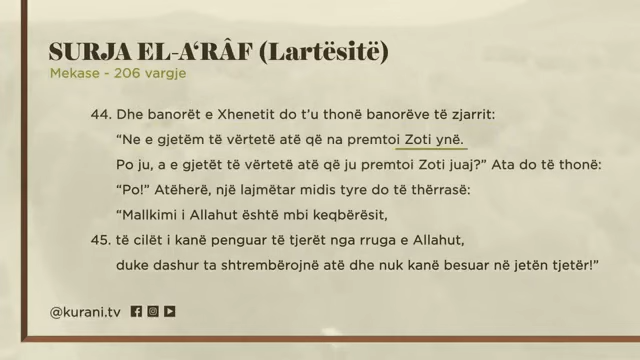 SURJA EL-A‘RÂF (Lartësitë)
Mekase - 206 vargje
44. Dhe banorët e Xhenetit do t’u thonë banorëve të zjarrit:
“Ne e gjetëm të vërtetë atë që na premtoi Zoti ynë.
Po ju, a e gjetët të vërtetë atë që ju premtoi Zoti juaj?” Ata do të thonë:
“Po!” Atëherë, një lajmëtar midis tyre do të thërrasë:
“Mallkimi i Allahut është mbi keqbërësit,
45. të cilët i kanë penguar të tjerët nga rruga e Allahut,
duke dashur ta shtrembërojnë atë dhe nuk kanë besuar në jetën tjetër!”
@kurani.tv